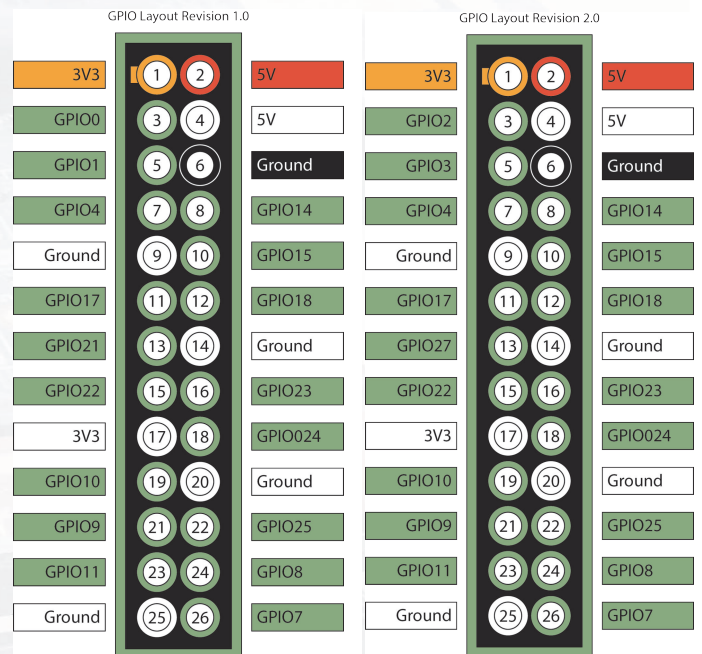 GPIO Layout Revision 1.0
3V3 1 2 5V
GPIO0 3 4 5V
GPIO1 5 6 Ground
GPIO4 7 8 GPIO14
Ground 9 10 GPIO15
GPIO17 11 12 GPIO18
GPIO21 13 14 Ground
GPIO22 15 16 GPIO23
3V3 17 18 GPIO024
GPIO10 19 20 Ground
GPIO9 21 22 GPIO25
GPIO11 23 24 GPIO8
Ground 25 26 GPIO7
GPIO Layout Revision 2.0
3V3 1 2 5V
GPIO2 3 4 5V
GPIO3 5 6 Ground
GPIO4 7 8 GPIO14
Ground 9 10 GPIO15
GPIO17 11 12 GPIO18
GPIO27 13 14 Ground
GPIO22 15 16 GPIO23
3V3 17 18 GPIO024
GPIO10 19 20 Ground
GPIO9 21 22 GPIO25
GPIO11 23 24 GPIO8
Ground 25 26 GPIO7